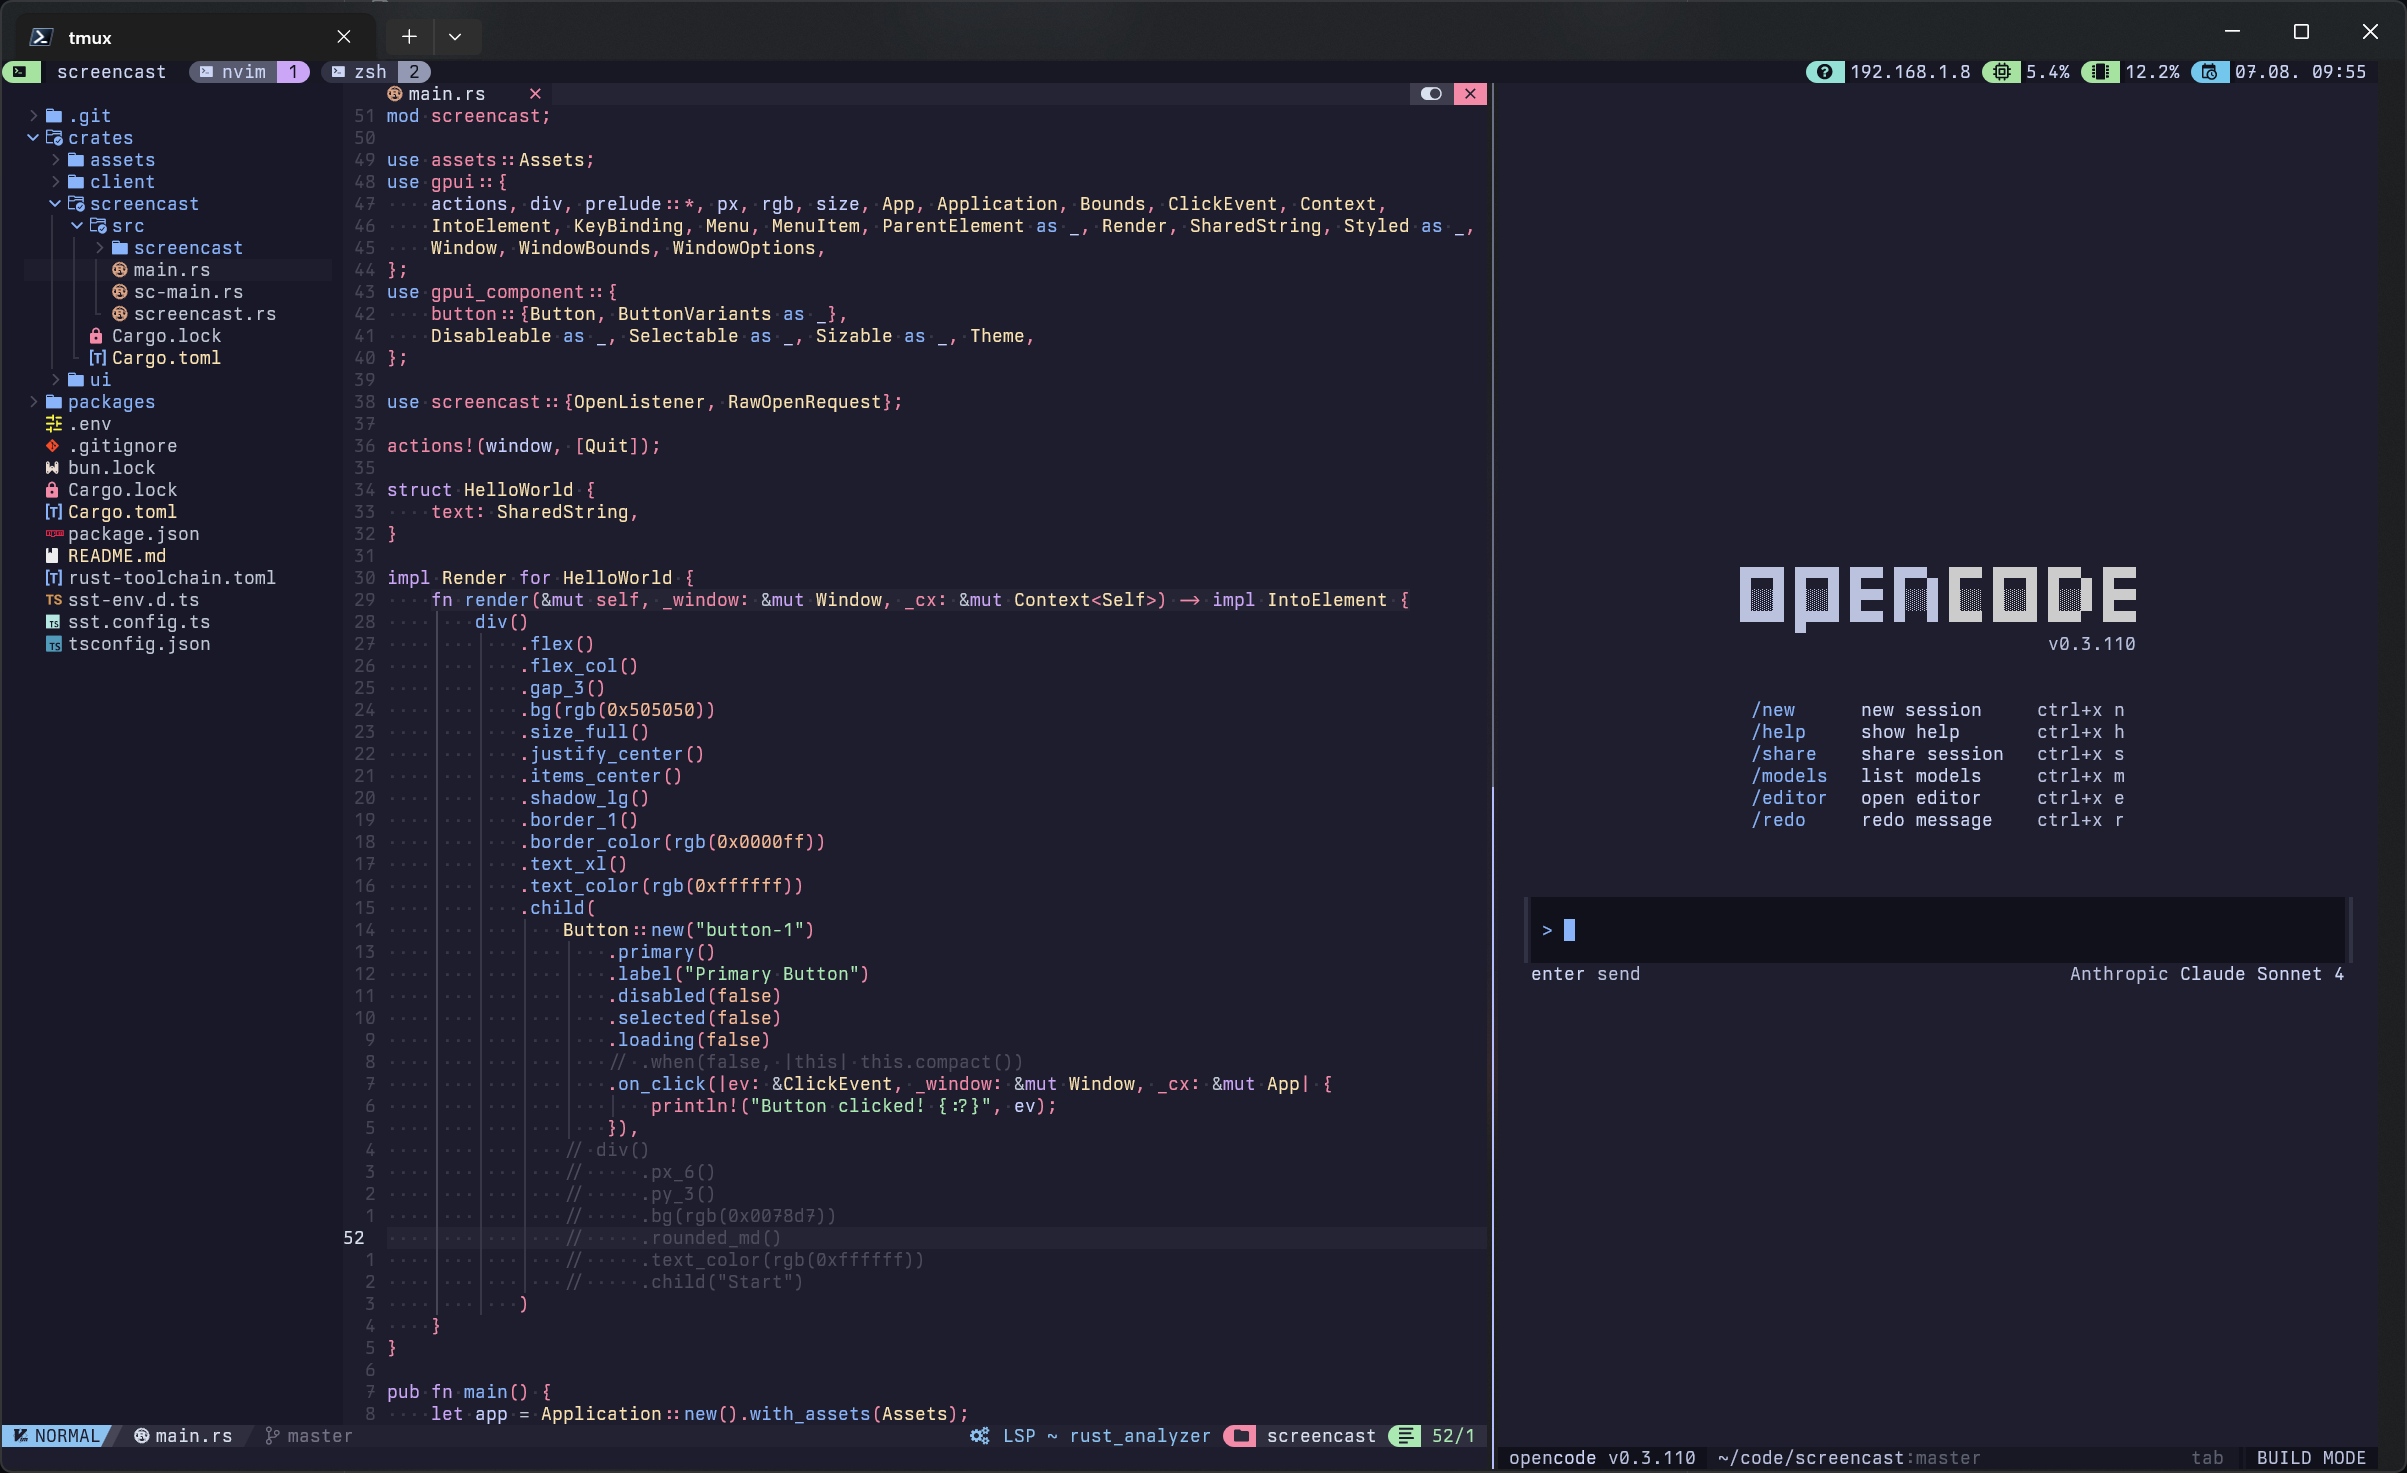 tmux
screencast nvim 1 zsh 2
192.168.1.8 5.4% 12.2% 07.08. 09:55
.git
crates
assets
client
screencast
src
screencast
main.rs
sc-main.rs
screencast.rs
Cargo.lock
[T] Cargo.toml
ui
packages
.env
.gitignore
bun.lock
Cargo.lock
[T] Cargo.toml
package.json
README.md
[T] rust-toolchain.toml
TS sst-env.d.ts
TS sst.config.ts
TS tsconfig.json
main.rs
51 mod screencast;
50
49 use assets::Assets;
48 use gpui::{
47 actions, div, prelude::*, px, rgb, size, App, Application, Bounds, ClickEvent, Context,
46 IntoElement, KeyBinding, Menu, MenuItem, ParentElement as _, Render, SharedString, Styled as _,
45 Window, WindowBounds, WindowOptions,
44 };
43 use gpui_component::{
42 button::{Button, ButtonVariants as _},
41 Disableable as _, Selectable as _, Sizable as _, Theme,
40 };
39
38 use screencast::{OpenListener, RawOpenRequest};
37
36 actions!(window, [Quit]);
35
34 struct HelloWorld {
33 text: SharedString,
32 }
31
30 impl Render for HelloWorld {
29 fn render(&mut self, _window: &mut Window, _cx: &mut Context<Self>) -> impl IntoElement {
28 div()
27 .flex()
26 .flex_col()
25 .gap_3()
24 .bg(rgb(0x505050))
23 .size_full()
22 .justify_center()
21 .items_center()
20 .shadow_lg()
19 .border_1()
18 .border_color(rgb(0x0000ff))
17 .text_xl()
16 .text_color(rgb(0xffffff))
15 .child(
14 Button::new("button-1")
13 .primary()
12 .label("Primary Button")
11 .disabled(false)
10 .selected(false)
9 .loading(false)
8 // .when(false, |this| this.compact())
7 .on_click(|ev: &ClickEvent, _window: &mut Window, _cx: &mut App| {
6 println!("Button clicked! {:?}", ev);
5 }),
4 // div()
3 // .px_6()
2 // .py_3()
1 // .bg(rgb(0x0078d7))
52 // .rounded_md()
1 // .text_color(rgb(0xffffff))
2 // .child("Start")
3 )
4 }
5 }
6
7 pub fn main() {
8 let app = Application::new().with_assets(Assets);
NORMAL main.rs master LSP ~ rust_analyzer screencast 52/1
opencode
v0.3.110
/new new session ctrl+x n
/help show help ctrl+x h
/share share session ctrl+x s
/models list models ctrl+x m
/editor open editor ctrl+x e
/redo redo message ctrl+x r
>
enter send Anthropic Claude Sonnet 4
opencode v0.3.110 ~/code/screencast:master tab BUILD MODE